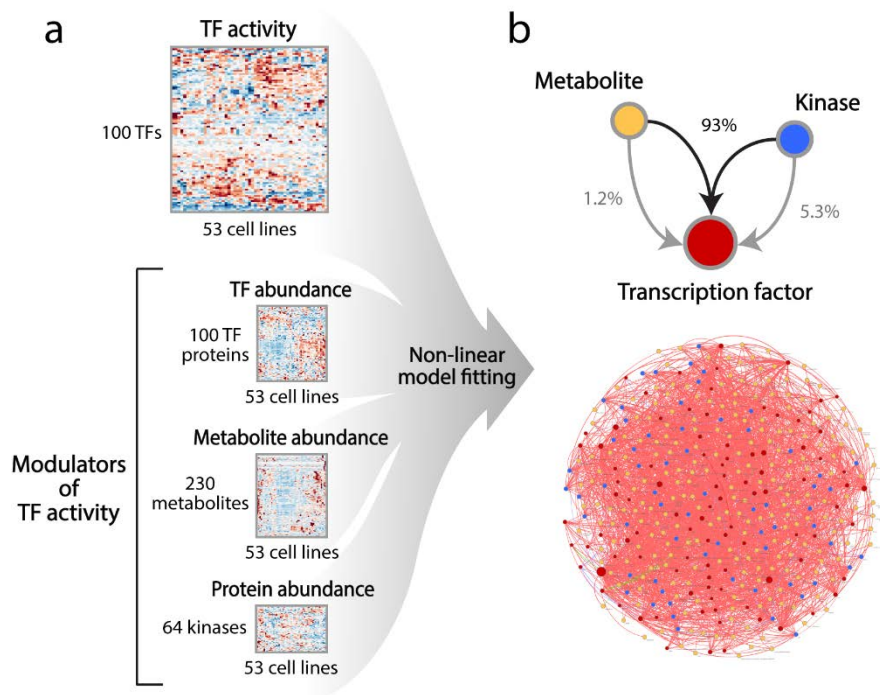 a
TF activity
100 TFs
53 cell lines
TF abundance
100 TF
proteins
53 cell lines
Metabolite abundance
230
metabolites
53 cell lines
Protein abundance
64 kinases
53 cell lines
Modulators
of
TF activity
Non-linear
model fitting
b
Metabolite
Kinase
93%
1.2%
5.3%
Transcription factor